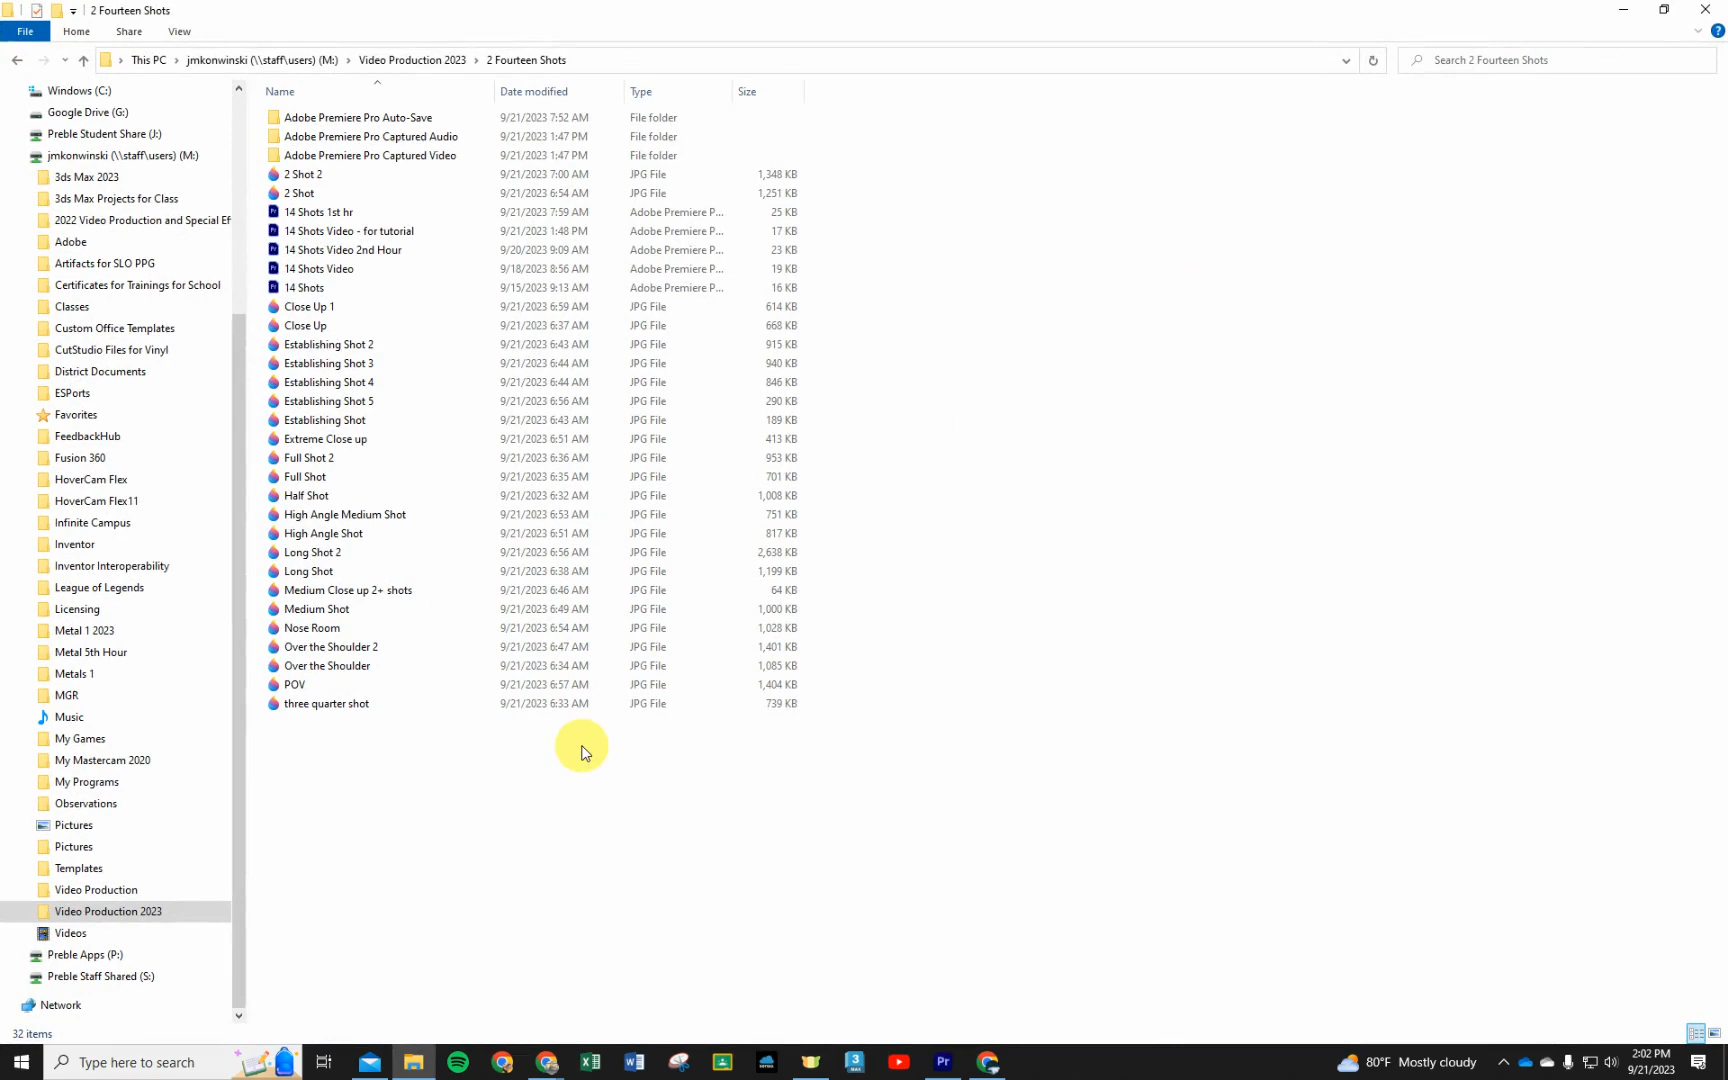 2 Fourteen Shots
File Home Share View
This PC jmkonwinski (\\staff\users) (M:) Video Production 2023 2 Fourteen Shots
Search 2 Fourteen Shots
Windows (C:)
Google Drive (G:)
Preble Student Share (J:)
jmkonwinski (\\staff\users) (M:)
3ds Max 2023
3ds Max Projects for Class
2022 Video Production and Special Ef
Adobe
Artifacts for SLO PPG
Certificates for Trainings for School
Classes
Custom Office Templates
CutStudio Files for Vinyl
District Documents
ESPorts
Favorites
FeedbackHub
Fusion 360
HoverCam Flex
HoverCam Flex11
Infinite Campus
Inventor
Inventor Interoperability
League of Legends
Licensing
Metal 1 2023
Metal 5th Hour
Metals 1
MGR
Music
My Games
My Mastercam 2020
My Programs
Observations
Pictures
Pictures
Templates
Video Production
Video Production 2023
Videos
Preble Apps (P:)
Preble Staff Shared (S:)
Network
Name Date modified Type Size
Adobe Premiere Pro Auto-Save 9/21/2023 7:52 AM File folder
Adobe Premiere Pro Captured Audio 9/21/2023 1:47 PM File folder
Adobe Premiere Pro Captured Video 9/21/2023 1:47 PM File folder
2 Shot 2 9/21/2023 7:00 AM JPG File 1,348 KB
2 Shot 9/21/2023 6:54 AM JPG File 1,251 KB
14 Shots 1st hr 9/21/2023 7:59 AM Adobe Premiere P... 25 KB
14 Shots Video - for tutorial 9/21/2023 1:48 PM Adobe Premiere P... 17 KB
14 Shots Video 2nd Hour 9/20/2023 9:09 AM Adobe Premiere P... 23 KB
14 Shots Video 9/18/2023 8:56 AM Adobe Premiere P... 19 KB
14 Shots 9/15/2023 9:13 AM Adobe Premiere P... 16 KB
Close Up 1 9/21/2023 6:59 AM JPG File 614 KB
Close Up 9/21/2023 6:37 AM JPG File 668 KB
Establishing Shot 2 9/21/2023 6:43 AM JPG File 915 KB
Establishing Shot 3 9/21/2023 6:44 AM JPG File 940 KB
Establishing Shot 4 9/21/2023 6:44 AM JPG File 846 KB
Establishing Shot 5 9/21/2023 6:56 AM JPG File 290 KB
Establishing Shot 9/21/2023 6:43 AM JPG File 189 KB
Extreme Close up 9/21/2023 6:51 AM JPG File 413 KB
Full Shot 2 9/21/2023 6:36 AM JPG File 953 KB
Full Shot 9/21/2023 6:35 AM JPG File 701 KB
Half Shot 9/21/2023 6:32 AM JPG File 1,008 KB
High Angle Medium Shot 9/21/2023 6:53 AM JPG File 751 KB
High Angle Shot 9/21/2023 6:51 AM JPG File 817 KB
Long Shot 2 9/21/2023 6:56 AM JPG File 2,638 KB
Long Shot 9/21/2023 6:38 AM JPG File 1,199 KB
Medium Close up 2+ shots 9/21/2023 6:46 AM JPG File 64 KB
Medium Shot 9/21/2023 6:49 AM JPG File 1,000 KB
Nose Room 9/21/2023 6:54 AM JPG File 1,028 KB
Over the Shoulder 2 9/21/2023 6:47 AM JPG File 1,401 KB
Over the Shoulder 9/21/2023 6:34 AM JPG File 1,085 KB
POV 9/21/2023 6:57 AM JPG File 1,404 KB
three quarter shot 9/21/2023 6:33 AM JPG File 739 KB
32 items
Type here to search
80°F Mostly cloudy
2:02 PM
9/21/2023